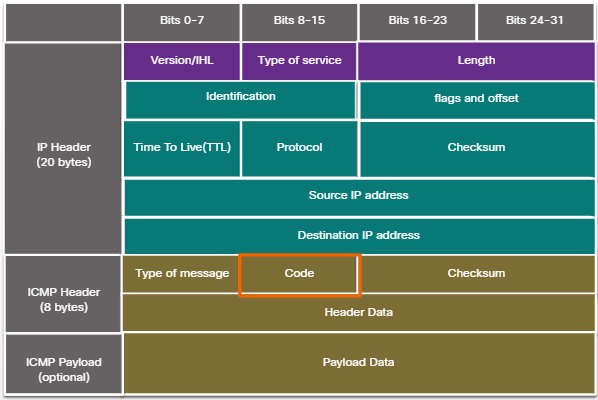 Bits 0-7 Bits 8-15 Bits 16-23 Bits 24-31
IP Header
(20 bytes)
Version/IHL Type of service Length
Identification flags and offset
Time To Live(TTL) Protocol Checksum
Source IP address
Destination IP address
ICMP Header
(8 bytes)
Type of message Code Checksum
Header Data
ICMP Payload
(optional)
Payload Data